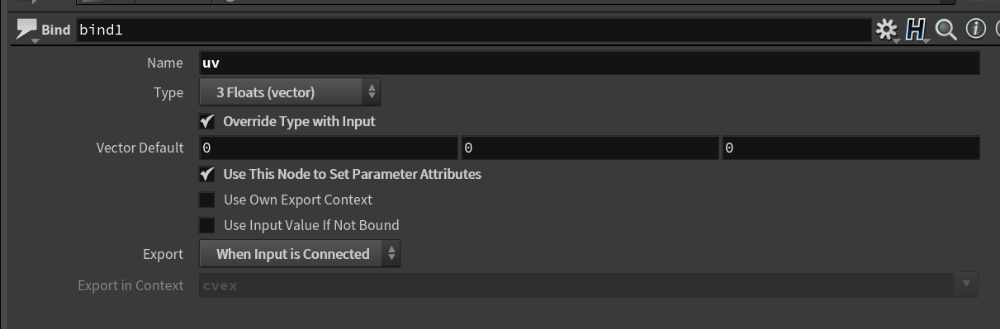 Bind bind1
Name uv
Type 3 Floats (vector)
Override Type with Input
Vector Default 0 0 0
Use This Node to Set Parameter Attributes
Use Own Export Context
Use Input Value If Not Bound
Export When Input is Connected
Export in Context cvex